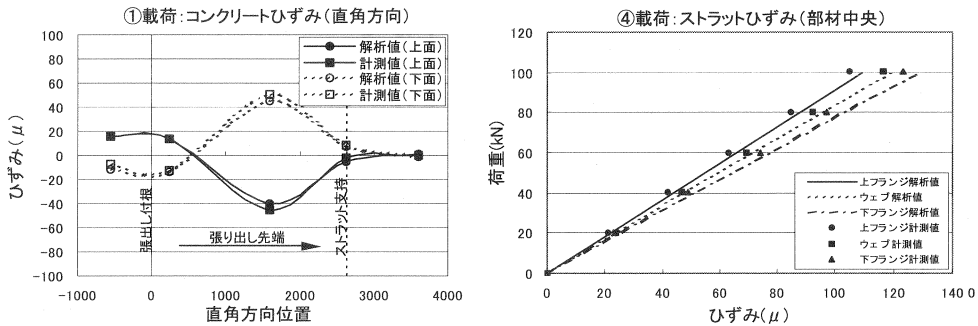 ①載荷：コンクリートひずみ（直角方向）
100
80
60
40
20
0
-20
-40
-60
-80
-100
ひずみ（μ）
解析値（上面）
計測値（上面）
解析値（下面）
計測値（下面）
張出し付根
張り出し先端
ストラット支持
-1000
0
1000
2000
3000
4000
直角方向位置
④載荷：ストラットひずみ（部材中央）
120
100
80
60
40
20
0
荷重(kN)
上フランジ解析値
ウェブ解析値
下フランジ解析値
上フランジ計測値
ウェブ計測値
下フランジ計測値
0
20
40
60
80
100
120
140 0
ひずみ（μ）